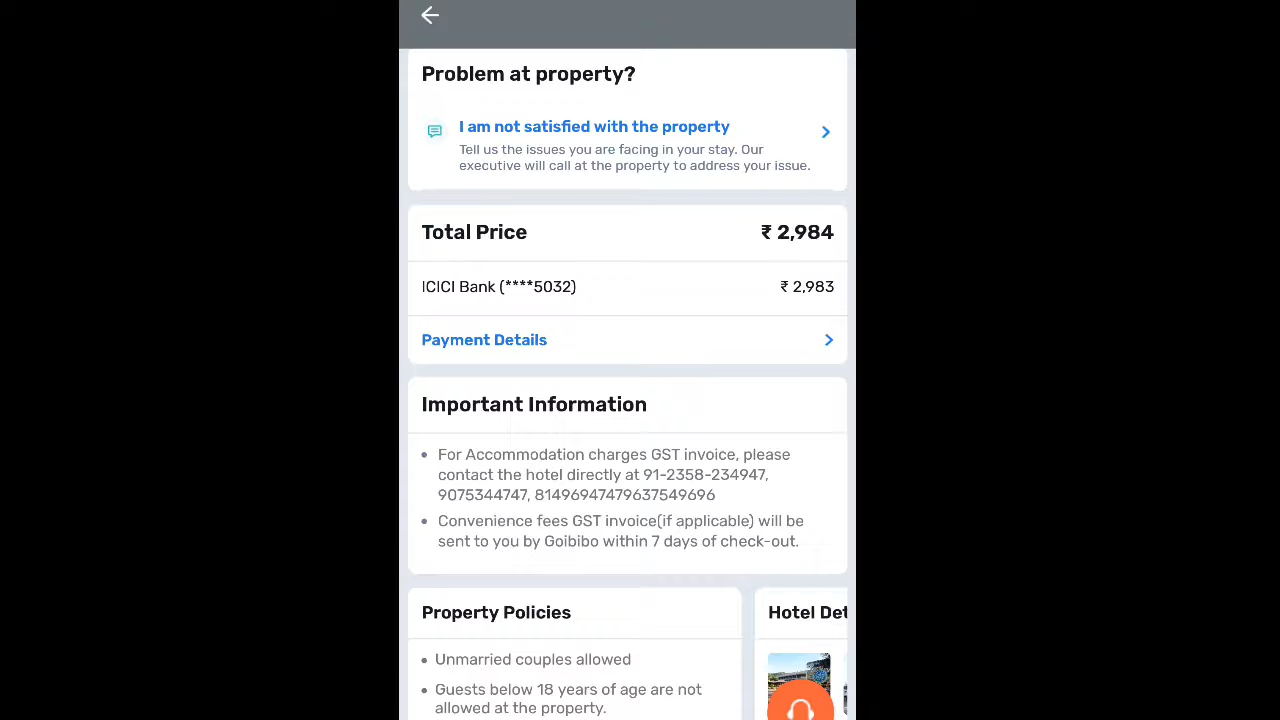 Problem at property?
I am not satisfied with the property
Tell us the issues you are facing in your stay. Our
executive will call at the property to address your issue.
Total Price ₹ 2,984
ICICI Bank (****5032) ₹ 2,983
Payment Details
Important Information
• For Accommodation charges GST invoice, please
contact the hotel directly at 91-2358-234947,
9075344747, 81496947479637549696
• Convenience fees GST invoice(if applicable) will be
sent to you by Goibibo within 7 days of check-out.
Property Policies
• Unmarried couples allowed
• Guests below 18 years of age are not
allowed at the property.
Hotel Det